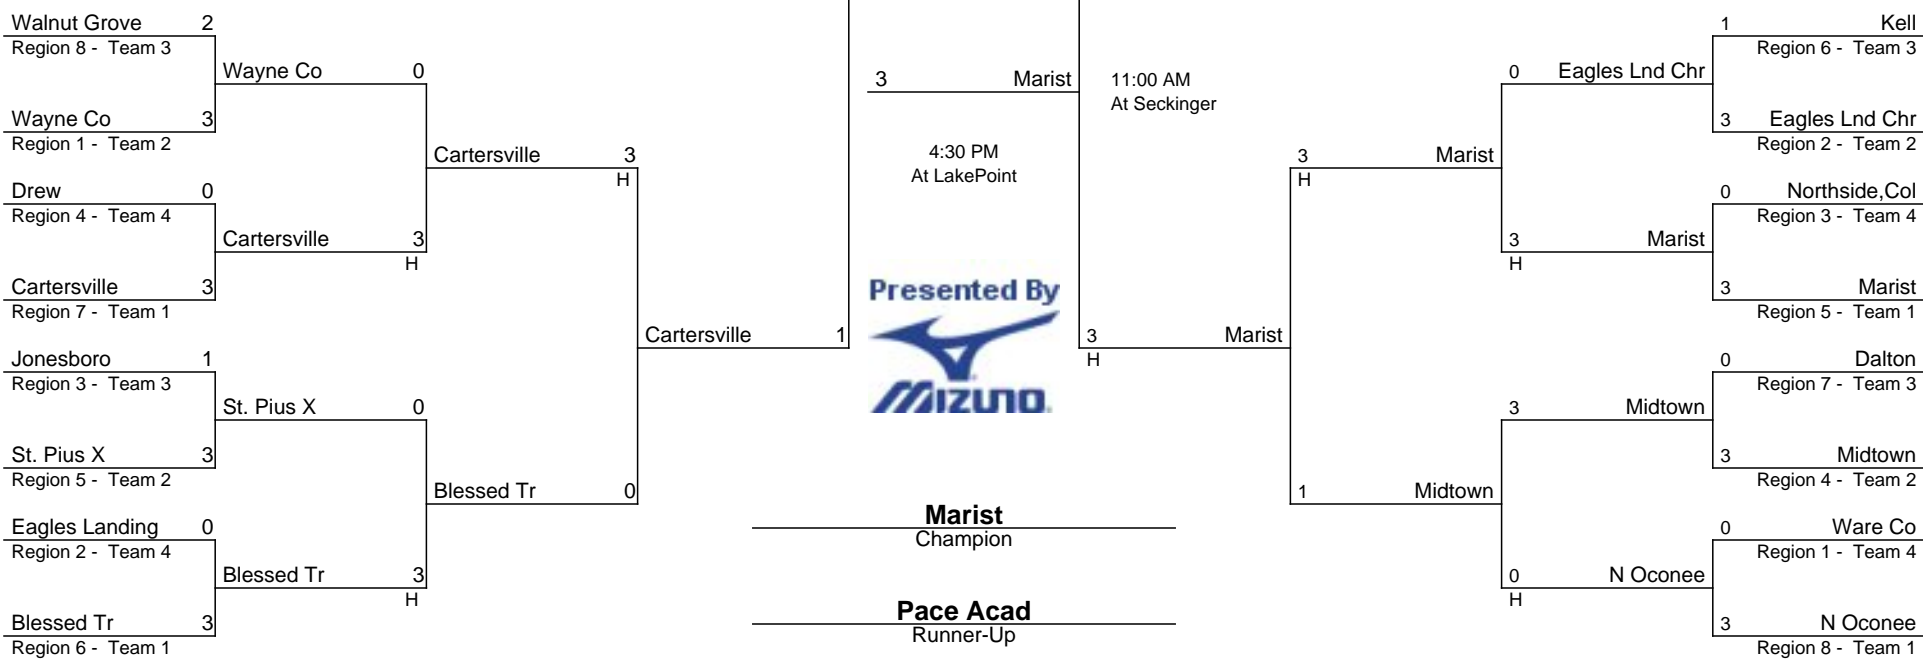 Walnut Grove 2
Region 8 - Team 3
Wayne Co 3
Region 1 - Team 2
Drew 0
Region 4 - Team 4
Cartersville 3
Region 7 - Team 1
Jonesboro 1
Region 3 - Team 3
St. Pius X 3
Region 5 - Team 2
Eagles Landing 0
Region 2 - Team 4
Blessed Tr 3
Region 6 - Team 1
Wayne Co 0
Cartersville 3
H
St. Pius X 0
Blessed Tr 3
H
Cartersville 3
H
Blessed Tr 0
Cartersville 1
3 Marist
4:30 PM
At LakePoint
Presented By
MIZUNO
Marist
Champion
Pace Acad
Runner-Up
11:00 AM
At Seckinger
3 Marist
H
3 Marist
H
1 Midtown
0 Eagles Lnd Chr
3 Marist
H
3 Midtown
0 N Oconee
H
1 Kell
Region 6 - Team 3
3 Eagles Lnd Chr
Region 2 - Team 2
0 Northside,Col
Region 3 - Team 4
3 Marist
Region 5 - Team 1
0 Dalton
Region 7 - Team 3
3 Midtown
Region 4 - Team 2
0 Ware Co
Region 1 - Team 4
3 N Oconee
Region 8 - Team 1